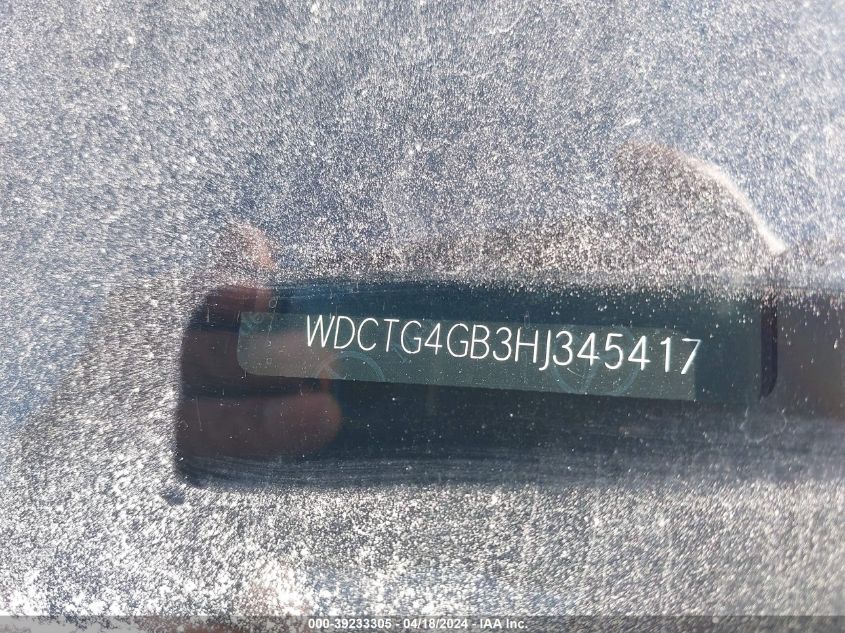 WDCTG4GB3HJ345417
000-39233305 - 04/18/2024 - IAA Inc.